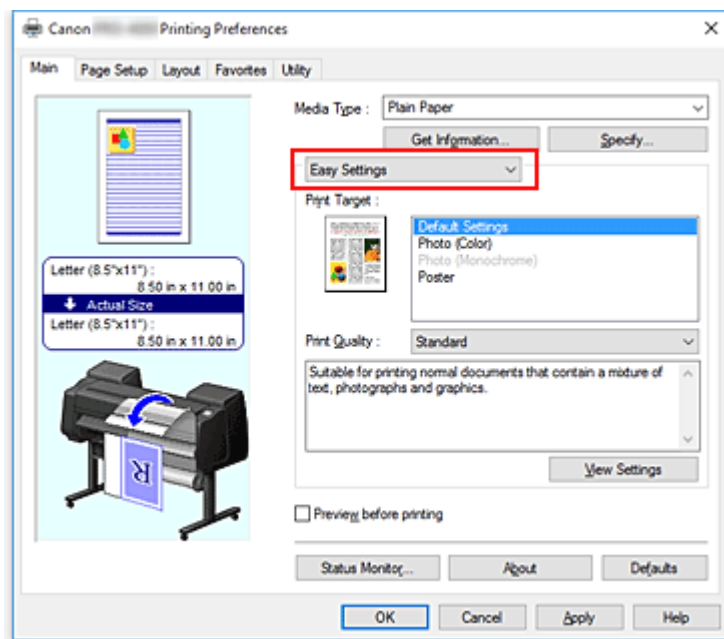 Canon Printing Preferences
Main Page Setup Layout Favorites Utility
Media Type : Plain Paper
Get Information... Specify...
Easy Settings
Print Target :
Default Settings
Photo (Color)
Photo (Monochrome)
Poster
Letter (8.5"x11") :
8.50 in x 11.00 in
Actual Size
Letter (8.5"x11") :
8.50 in x 11.00 in
Print Quality : Standard
Suitable for printing normal documents that contain a mixture of
text, photographs and graphics.
R
View Settings
Preview before printing
Status Monitor... About Defaults
OK Cancel Apply Help